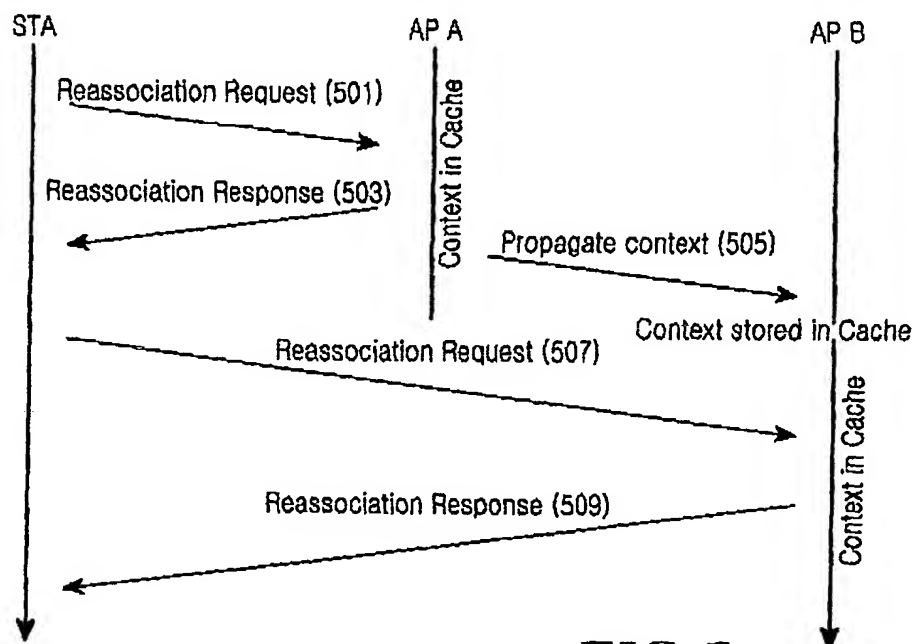 STA
AP A
AP B
Reassociation Request (501)
Context in Cache
Reassociation Response (503)
Propagate context (505)
Context stored in Cache
Reassociation Request (507)
Context in Cache
Reassociation Response (509)